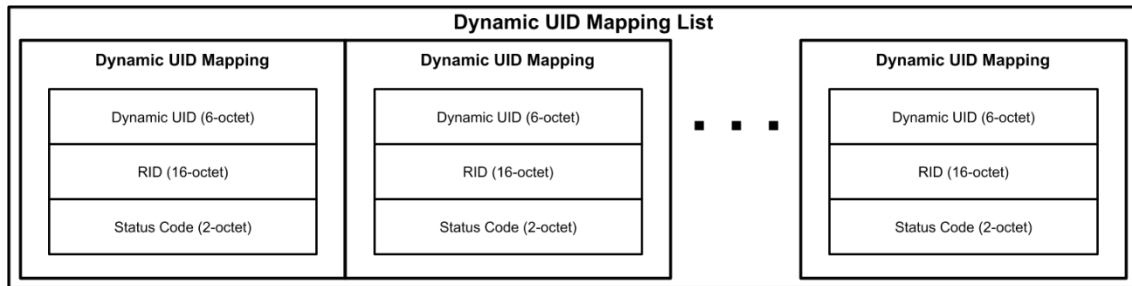 Dynamic UID Mapping List
Dynamic UID Mapping
Dynamic UID (6-octet)
RID (16-octet)
Status Code (2-octet)
Dynamic UID Mapping
Dynamic UID (6-octet)
RID (16-octet)
Status Code (2-octet)
Dynamic UID Mapping
Dynamic UID (6-octet)
RID (16-octet)
Status Code (2-octet)